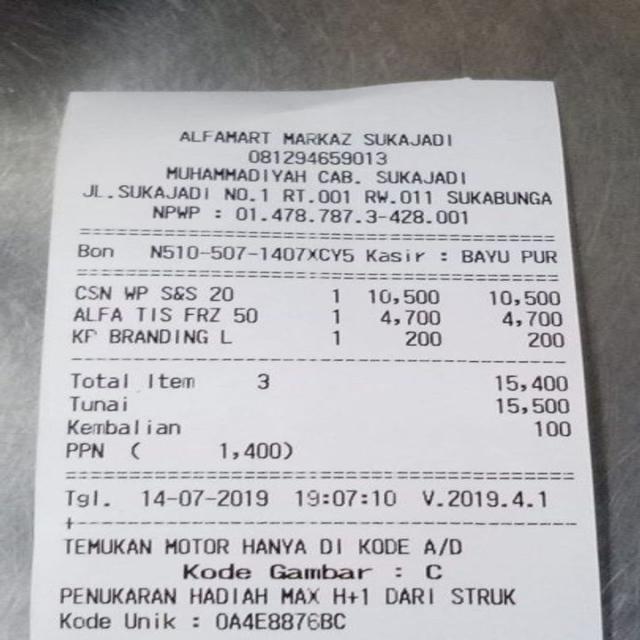 ALFAMART MARKAZ SUKAJADI
081294659013
MUHAMMADIYAH CAB. SUKAJADI
JL.SUKAJADI NO.1 RT.001 RW.011 SUKABUNGA
NPWP : 01.478.787.3-428.001
==========================================
Bon N510-507-1407XCY5 Kasir : BAYU PUR
==========================================
CSN WP S&S 20 1 10,500 10,500
ALFA TIS FRZ 50 1 4,700 4,700
KP BRANDING L 1 200 200
------------------------------------------
Total Item 3 15,400
Tunai 15,500
Kembalian 100
PPN ( 1,400)
==========================================
Tgl. 14-07-2019 19:07:10 V.2019.4.1
+-----------------------------------------
TEMUKAN MOTOR HANYA DI KODE A/D
Kode Gambar : C
PENUKARAN HADIAH MAX H+1 DARI STRUK
Kode Unik : 0A4E8876BC